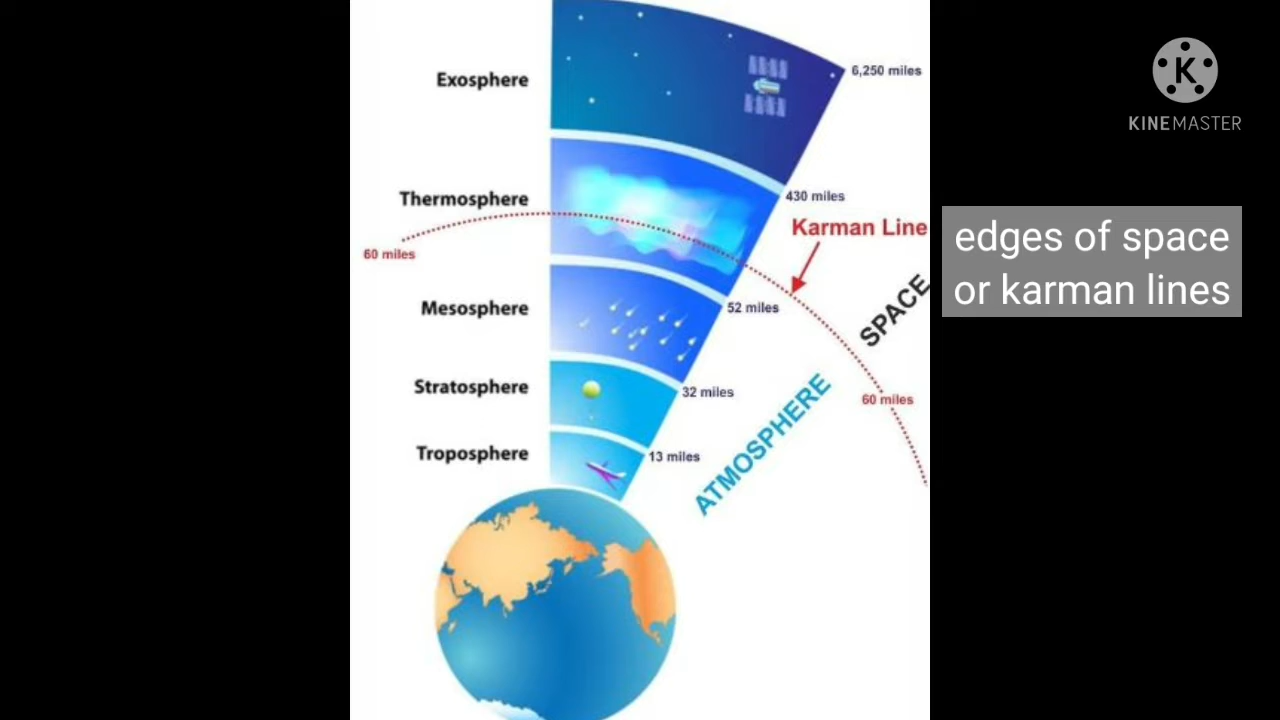 Exosphere
6,250 miles
KINEMASTER
Thermosphere
430 miles
Karman Line
edges of space
or karman lines
60 miles
SPACE
Mesosphere
52 miles
Stratosphere
32 miles
60 miles
ATMOSPHERE
Troposphere
13 miles
K